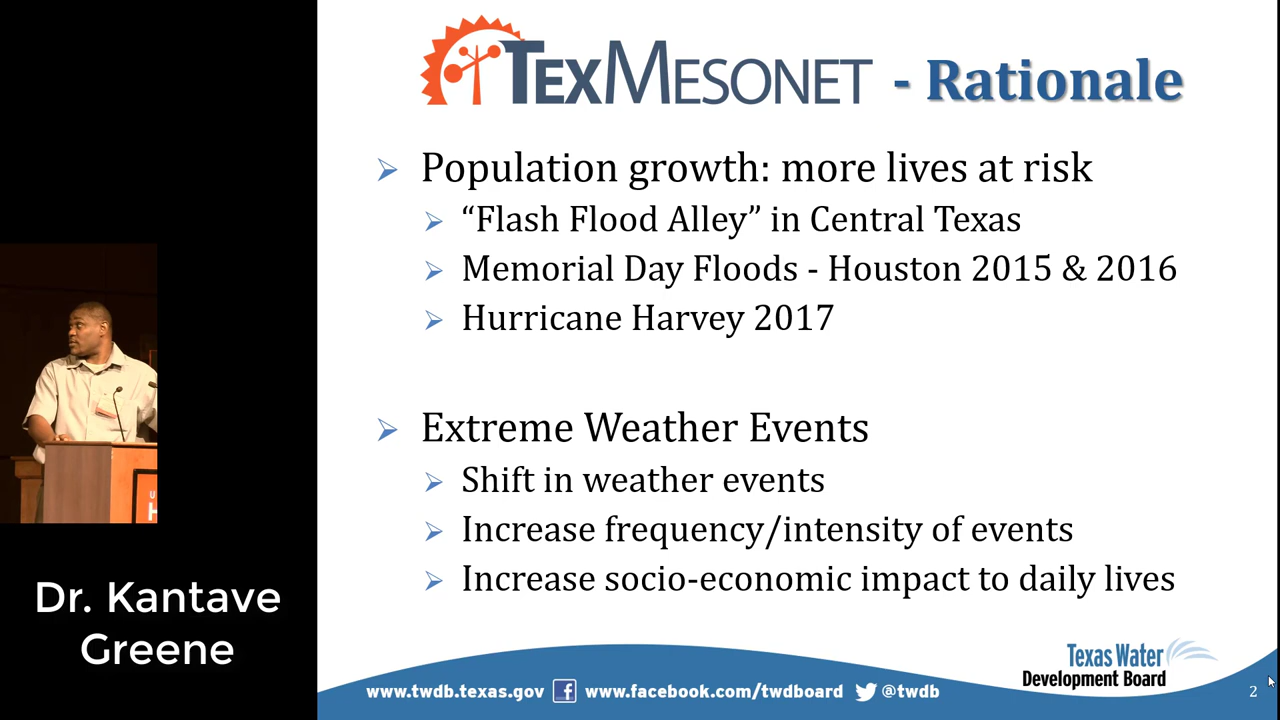 TEXMESONET - Rationale
Population growth: more lives at risk
“Flash Flood Alley” in Central Texas
Memorial Day Floods - Houston 2015 & 2016
Hurricane Harvey 2017
Extreme Weather Events
Shift in weather events
Increase frequency/intensity of events
Increase socio-economic impact to daily lives
Dr. Kantave
Greene
Texas Water
Development Board
www.twdb.texas.gov f www.facebook.com/twdboard @twdb
2